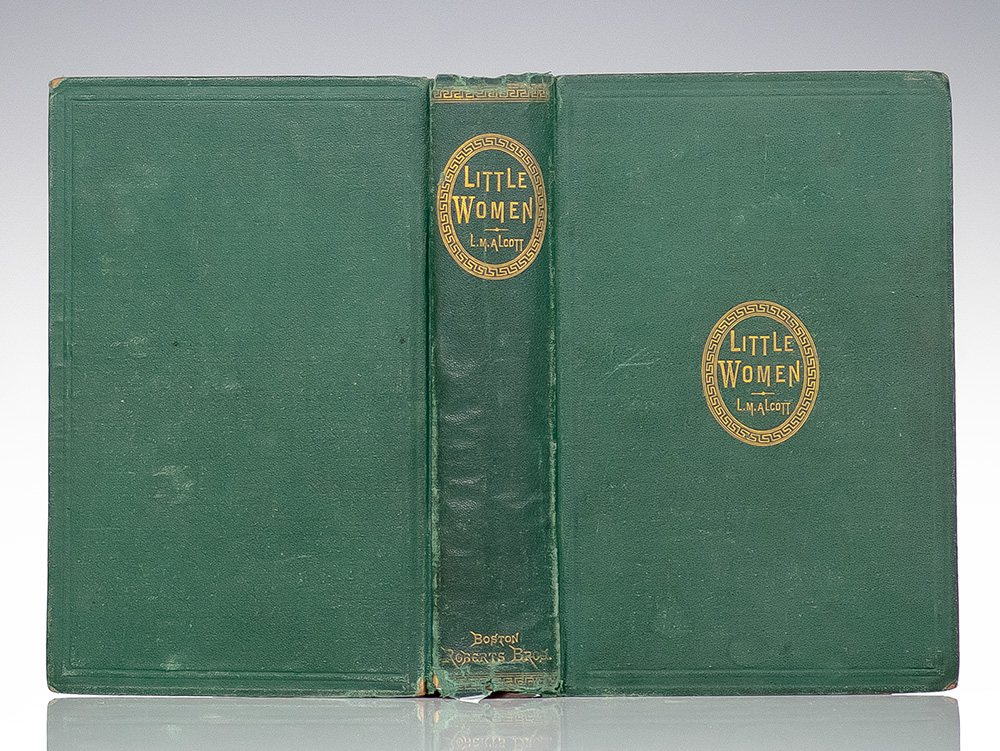 LITTLE
WOMEN
L.M. ALCOTT
BOSTON
ROBERTS BROS.
LITTLE
WOMEN
L.M. ALCOTT